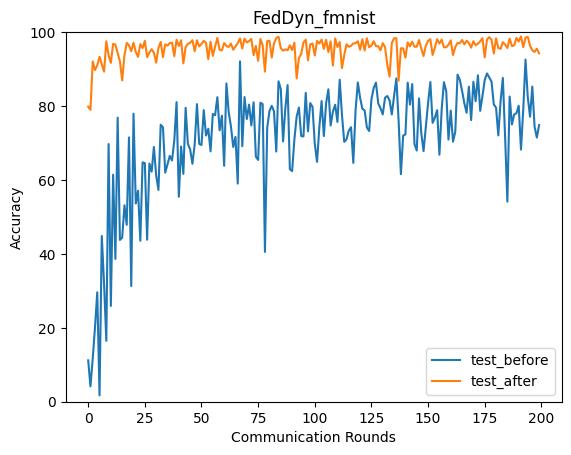 FedDyn_fmnist
Accuracy
100
80
60
40
20
0
0 25 50 75 100 125 150 175 200
Communication Rounds
test_before
test_after